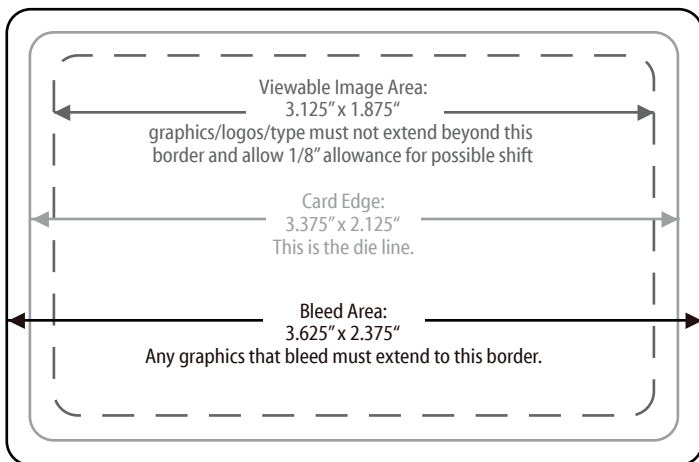 Viewable Image Area:
3.125” x 1.875“
graphics/logos/type must not extend beyond this
border and allow 1/8” allowance for possible shift
Card Edge:
3.375” x 2.125“
This is the die line.
Bleed Area:
3.625” x 2.375“
Any graphics that bleed must extend to this border.